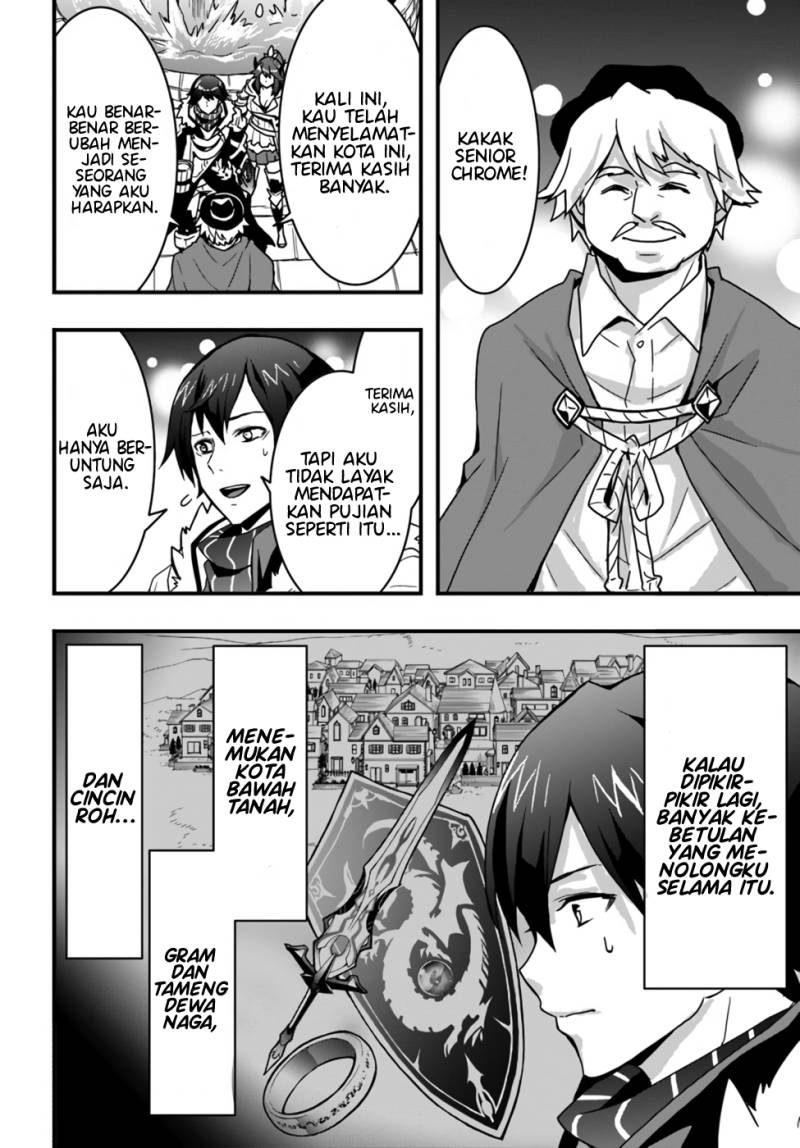 KAKAK
SENIOR
CHROME!
KALI INI,
KAU TELAH
MENYELAMAT-
KAN KOTA INI,
TERIMA KASIH
BANYAK.
KAU BENAR-
BENAR BER-
UBAH MEN-
JADI SE-
SEORANG
YANG AKU
HARAPKAN.
TERIMA
KASIH,
TAPI AKU
TIDAK LAYAK
MENDAPAT-
KAN PUJIAN
SEPERTI ITU...
AKU
HANYA BER-
UNTUNG
SAJA.
KALAU
DIPIKIR-
PIKIR LAGI,
BANYAK KE-
BETULAN
YANG ME-
NOLONGKU
SELAMA ITU.
MENE-
MUKAN
KOTA
BAWAH
TANAH,
GRAM
DAN
TAMENG
DEWA
NAGA,
DAN
CINCIN
ROH...